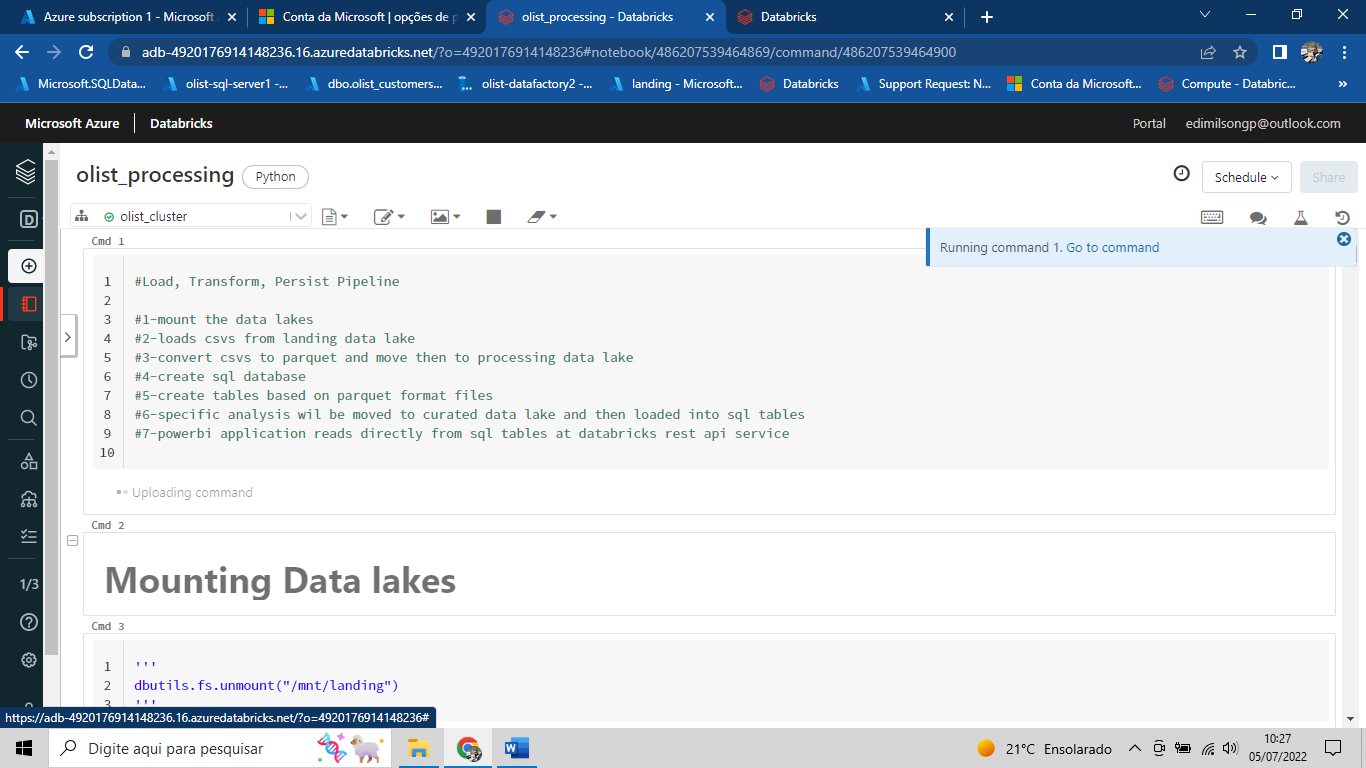 Azure subscription 1 - Microsoft
Conta da Microsoft | opções de p
olist_processing - Databricks
Databricks
adb-4920176914148236.16.azuredatabricks.net/?o=4920176914148236#notebook/486207539464869/command/486207539464900
Microsoft.SQLData...
olist-sql-server1 -...
dbo.olist_customers...
olist-datafactory2 -...
landing - Microsoft...
Databricks
Support Request: N...
Conta da Microsoft...
Compute - Databric...
»
Microsoft Azure
Databricks
Portal
edimilsongp@outlook.com
olist_processing
Python
Schedule
Share
D
olist_cluster
Cmd 1
Running command 1. Go to command
1 #Load, Transform, Persist Pipeline
2
3 #1-mount the data lakes
4 #2-loads csvs from landing data lake
5 #3-convert csvs to parquet and move then to processing data lake
6 #4-create sql database
7 #5-create tables based on parquet format files
8 #6-specific analysis wil be moved to curated data lake and then loaded into sql tables
9 #7-powerbi application reads directly from sql tables at databricks rest api service
10
Uploading command
Cmd 2
Mounting Data lakes
1/3
Cmd 3
1 '''
2 dbutils.fs.unmount("/mnt/landing")
3 '''
https://adb-4920176914148236.16.azuredatabricks.net/?o=4920176914148236#
Digite aqui para pesquisar
21°C Ensolarado
10:27
05/07/2022